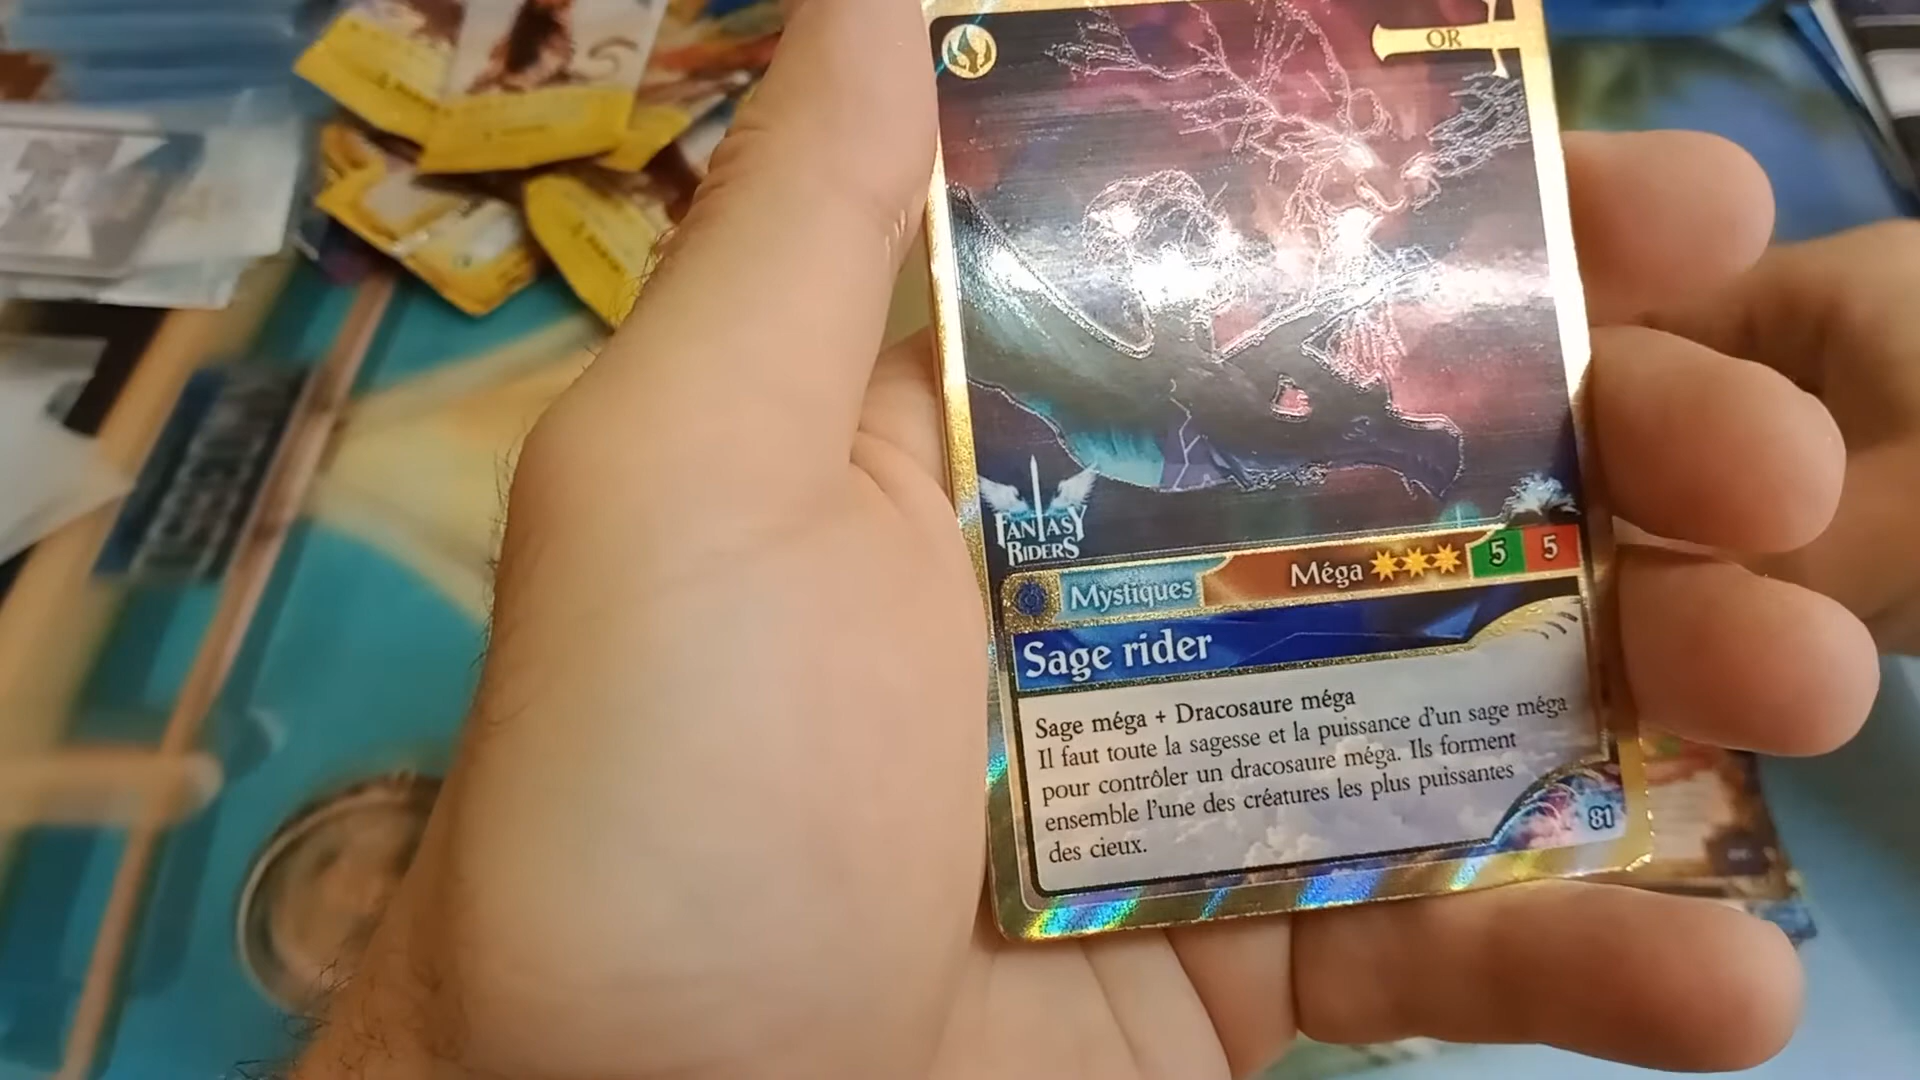 OR
FANTASY
RIDERS
Mystiques
Méga
5
5
Sage rider
Sage méga + Dracosaure méga
Il faut toute la sagesse et la puissance d'un sage méga
pour contrôler un dracosaure méga. Ils forment
ensemble l'une des créatures les plus puissantes
des cieux.
81